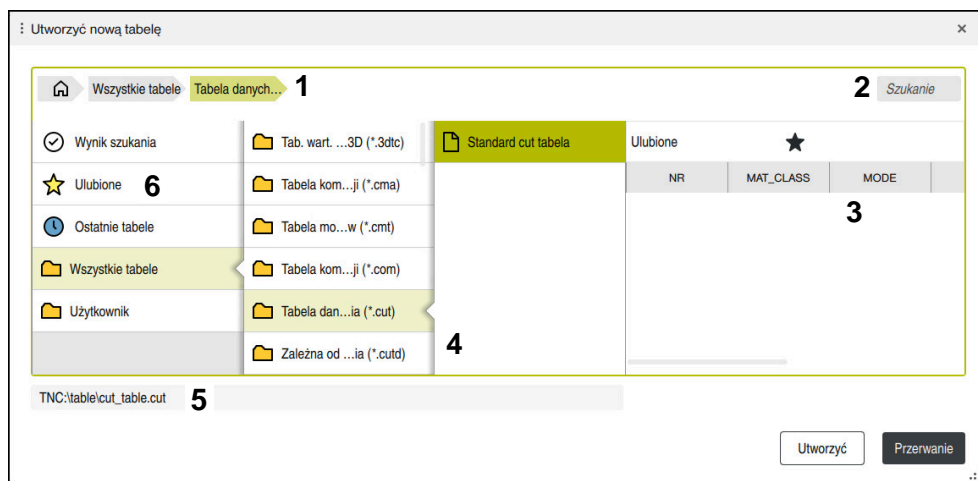 Utworzyć nową tabelę ×
Wszystkie tabele Tabela danych... 1 2 Szukanie
Wynik szukania Tab. wart. ...3D (*.3dtc) Standard cut tabela Ulubione
Ulubione 6 Tabela kom...ji (*.cma) NR MAT_CLASS MODE
3
Ostatnie tabele Tabela mo...w (*.cmt)
Wszystkie tabele Tabela kom...ji (*.com)
Użytkownik Tabela dan...ia (*.cut)
Zależna od ...ia (*.cutd) 4
TNC:\table\cut_table.cut 5
Utworzyć Przerwanie